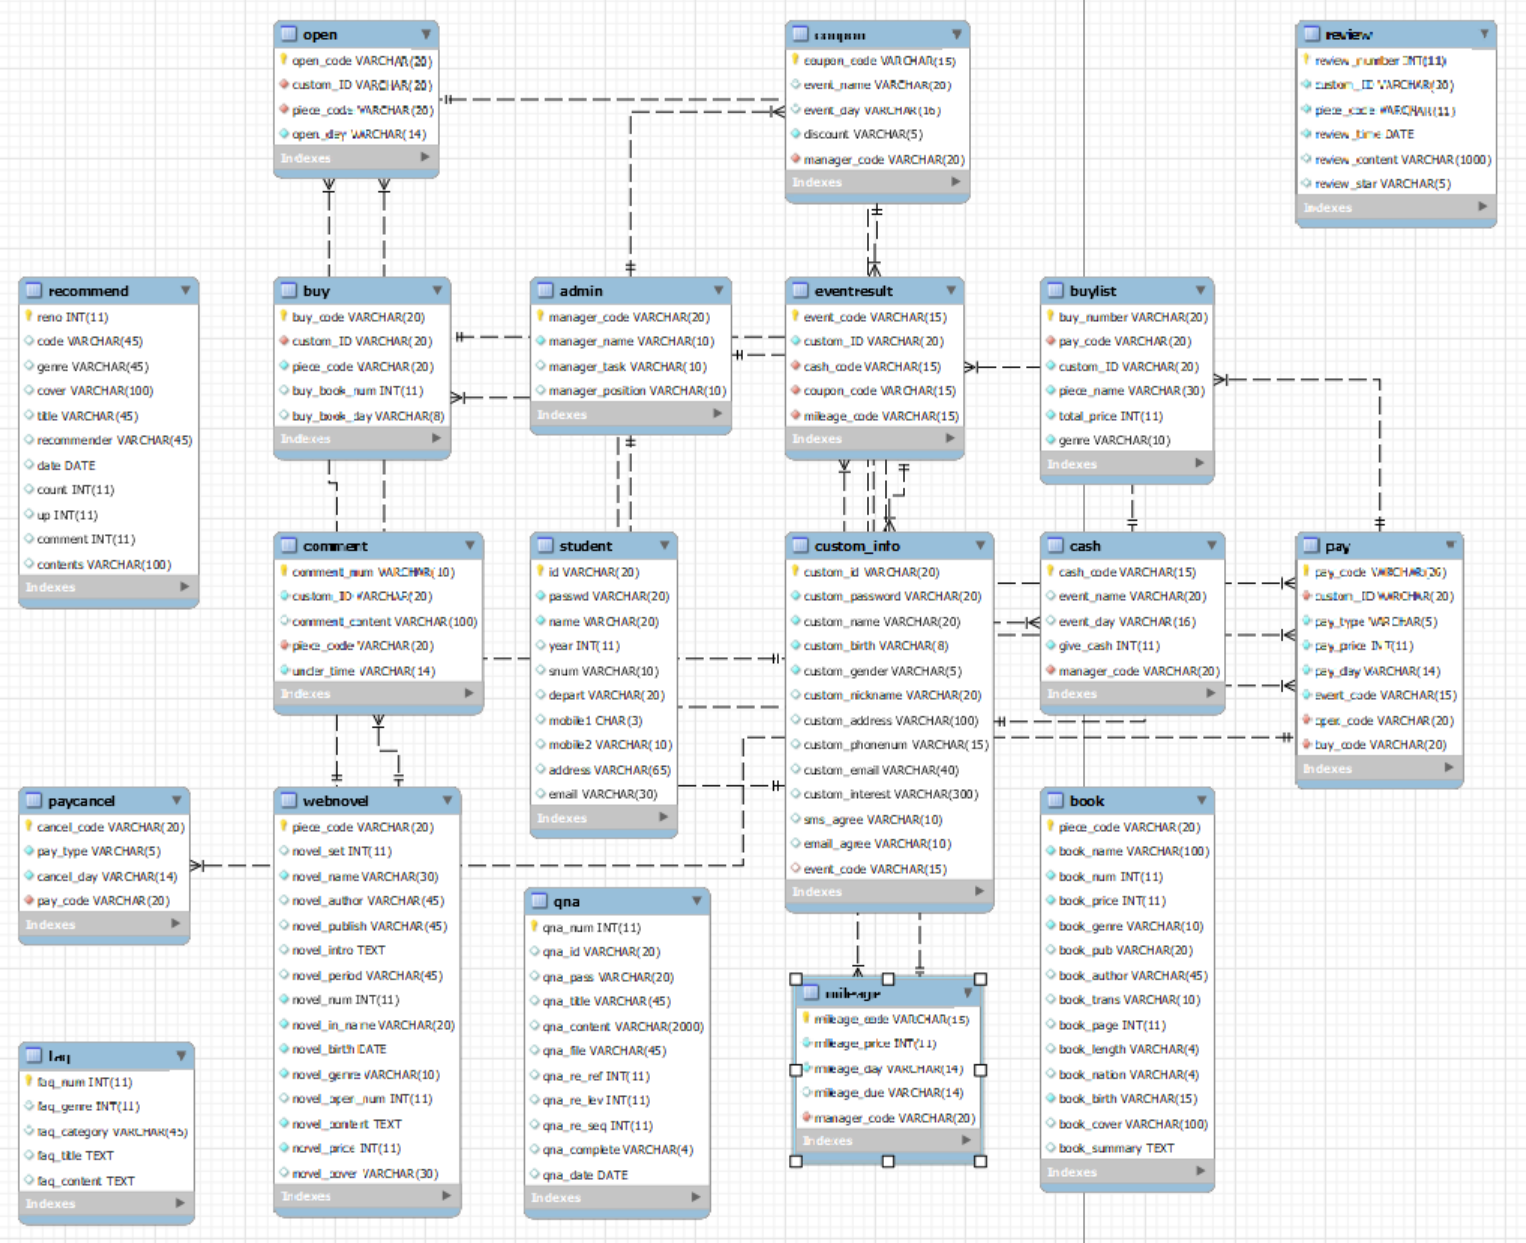 open
open_code VARCHAR(20)
custom_ID VARCHAR(20)
piece_code VARCHAR(20)
open_day VARCHAR(14)
Indexes
coupon
coupon_code VARCHAR(15)
event_name VARCHAR(20)
event_day VARCHAR(16)
discount VARCHAR(5)
manager_code VARCHAR(20)
Indexes
review
review_number INT(11)
custom_ID VARCHAR(20)
piece_code VARCHAR(11)
review_time DATE
review_content VARCHAR(1000)
review_star VARCHAR(5)
Indexes
recommend
reno INT(11)
code VARCHAR(45)
genre VARCHAR(45)
cover VARCHAR(100)
title VARCHAR(45)
recommender VARCHAR(45)
date DATE
count INT(11)
up INT(11)
comment INT(11)
contents VARCHAR(100)
Indexes
buy
buy_code VARCHAR(20)
custom_ID VARCHAR(20)
piece_code VARCHAR(20)
buy_book_num INT(11)
buy_book_day VARCHAR(8)
Indexes
admin
manager_code VARCHAR(20)
manager_name VARCHAR(10)
manager_task VARCHAR(10)
manager_position VARCHAR(10)
Indexes
eventresult
event_code VARCHAR(15)
custom_ID VARCHAR(20)
cash_code VARCHAR(15)
coupon_code VARCHAR(15)
mileage_code VARCHAR(15)
Indexes
buylist
buy_number VARCHAR(20)
pay_code VARCHAR(20)
custom_ID VARCHAR(20)
piece_name VARCHAR(30)
total_price INT(11)
genre VARCHAR(10)
Indexes
comment
comment_num VARCHAR(10)
custom_ID VARCHAR(20)
comment_content VARCHAR(100)
piece_code VARCHAR(20)
under_time VARCHAR(14)
Indexes
student
id VARCHAR(20)
passwd VARCHAR(20)
name VARCHAR(20)
year INT(11)
snum VARCHAR(10)
depart VARCHAR(20)
mobile1 CHAR(3)
mobile2 VARCHAR(10)
address VARCHAR(65)
email VARCHAR(30)
Indexes
custom_info
custom_id VARCHAR(20)
custom_password VARCHAR(20)
custom_name VARCHAR(20)
custom_birth VARCHAR(8)
custom_gender VARCHAR(5)
custom_nickname VARCHAR(20)
custom_address VARCHAR(100)
custom_phonenum VARCHAR(15)
custom_email VARCHAR(40)
custom_interest VARCHAR(300)
sms_agree VARCHAR(10)
email_agree VARCHAR(10)
event_code VARCHAR(15)
Indexes
cash
cash_code VARCHAR(15)
event_name VARCHAR(20)
event_day VARCHAR(16)
give_cash INT(11)
manager_code VARCHAR(20)
Indexes
pay
pay_code VARCHAR(20)
custom_ID VARCHAR(20)
pay_type VARCHAR(5)
pay_price INT(11)
pay_day VARCHAR(14)
event_code VARCHAR(15)
open_code VARCHAR(20)
buy_code VARCHAR(20)
Indexes
paycancel
cancel_code VARCHAR(20)
pay_type VARCHAR(5)
cancel_day VARCHAR(14)
pay_code VARCHAR(20)
Indexes
webnovel
piece_code VARCHAR(20)
novel_set INT(11)
novel_name VARCHAR(30)
novel_author VARCHAR(45)
novel_publish VARCHAR(45)
novel_intro TEXT
novel_period VARCHAR(45)
novel_num INT(11)
novel_in_name VARCHAR(20)
novel_birth DATE
novel_genre VARCHAR(10)
novel_open_num INT(11)
novel_content TEXT
novel_price INT(11)
novel_cover VARCHAR(30)
Indexes
book
piece_code VARCHAR(20)
book_name VARCHAR(100)
book_num INT(11)
book_price INT(11)
book_genre VARCHAR(10)
book_pub VARCHAR(20)
book_author VARCHAR(45)
book_trans VARCHAR(10)
book_page INT(11)
book_length VARCHAR(4)
book_nation VARCHAR(4)
book_birth VARCHAR(15)
book_cover VARCHAR(100)
book_summary TEXT
Indexes
qna
qna_num INT(11)
qna_id VARCHAR(20)
qna_pass VARCHAR(20)
qna_title VARCHAR(45)
qna_content VARCHAR(2000)
qna_file VARCHAR(45)
qna_re_ref INT(11)
qna_re_lev INT(11)
qna_re_seq INT(11)
qna_complete VARCHAR(4)
qna_date DATE
Indexes
mileage
mileage_code VARCHAR(15)
mileage_price INT(11)
mileage_day VARCHAR(14)
mileage_due VARCHAR(14)
manager_code VARCHAR(20)
Indexes
faq
faq_num INT(11)
faq_genre INT(11)
faq_category VARCHAR(45)
faq_title TEXT
faq_content TEXT
Indexes